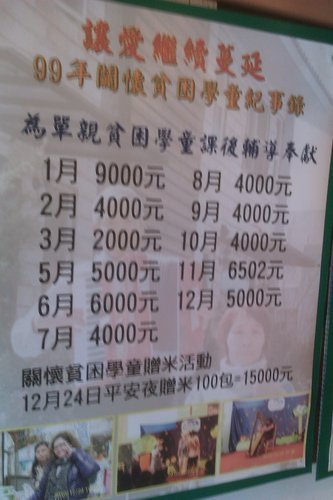 讓愛繼續蔓延
99年關懷貧困學童紀事錄
為單親貧困學童課後輔導奉獻
1月 9000元 8月 4000元
2月 4000元 9月 4000元
3月 2000元 10月 4000元
5月 5000元 11月 6502元
6月 6000元 12月 5000元
7月 4000元
關懷貧困學童贈米活動
12月24日平安夜贈米100包=15000元